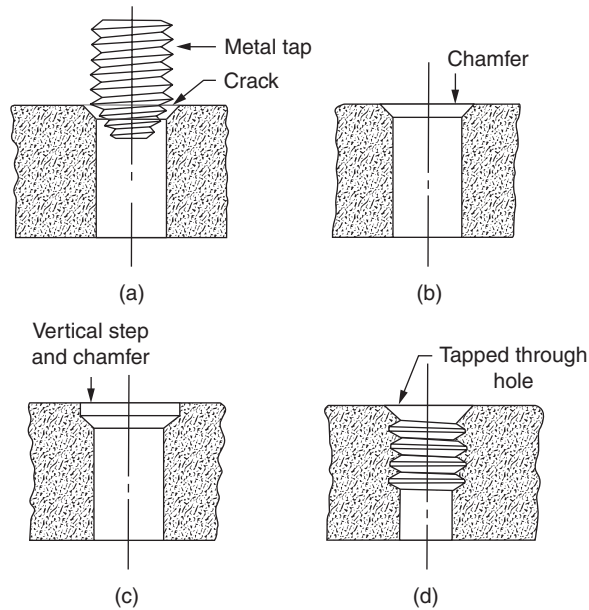 Metal tap
Crack
Chamfer
(a)
(b)
Vertical step
and chamfer
Tapped through
hole
(c)
(d)